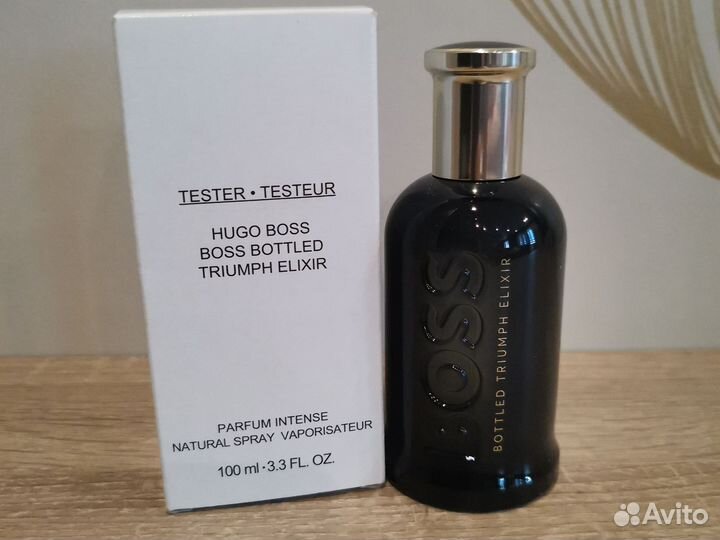 TESTER • TESTEUR
HUGO BOSS
BOSS BOTTLED
TRIUMPH ELIXIR
PARFUM INTENSE
NATURAL SPRAY VAPORISATEUR
100 ml • 3.3 FL. OZ.
BOSS
BOTTLED TRIUMPH ELIXIR
Avito